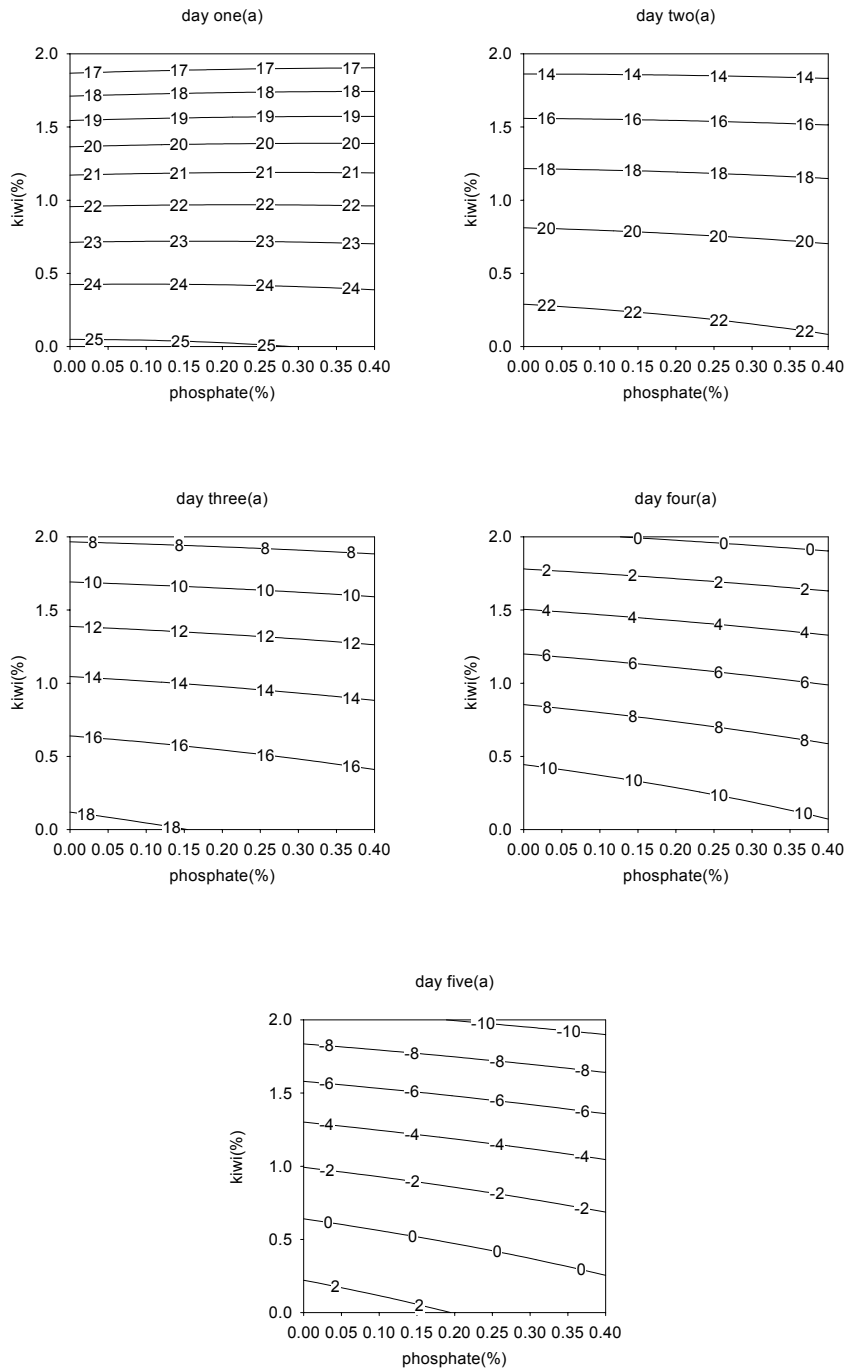 day one(a)
day two(a)
2.0
17 17 17 17
18 18 18 18
1.5
19 19 19 19
20 20 20 20
21 21 21 21
kiwi(%)
1.0
22 22 22 22
23 23 23 23
0.5
24 24 24 24
25 25 25
0.0
0.00 0.05 0.10 0.15 0.20 0.25 0.30 0.35 0.40
phosphate(%)
2.0
14 14 14 14
1.5
16 16 16 16
18 18 18 18
kiwi(%)
1.0
20 20 20 20
0.5
22 22 22 22
0.0
0.00 0.05 0.10 0.15 0.20 0.25 0.30 0.35 0.40
phosphate(%)
day three(a)
day four(a)
2.0
8 8 8 8
10 10 10 10
1.5
12 12 12 12
kiwi(%)
1.0
14 14 14 14
16 16 16 16
0.5
18 18
0.0
0.00 0.05 0.10 0.15 0.20 0.25 0.30 0.35 0.40
phosphate(%)
2.0
0 0 0
2 2 2 2
1.5
4 4 4 4
6 6 6 6
kiwi(%)
1.0
8 8 8 8
0.5
10 10 10 10
0.0
0.00 0.05 0.10 0.15 0.20 0.25 0.30 0.35 0.40
phosphate(%)
day five(a)
2.0
-10 -10
-8 -8 -8 -8
1.5
-6 -6 -6 -6
-4 -4 -4 -4
kiwi(%)
1.0
-2 -2 -2 -2
0 0 0 0
0.5
2 2
0.0
0.00 0.05 0.10 0.15 0.20 0.25 0.30 0.35 0.40
phosphate(%)